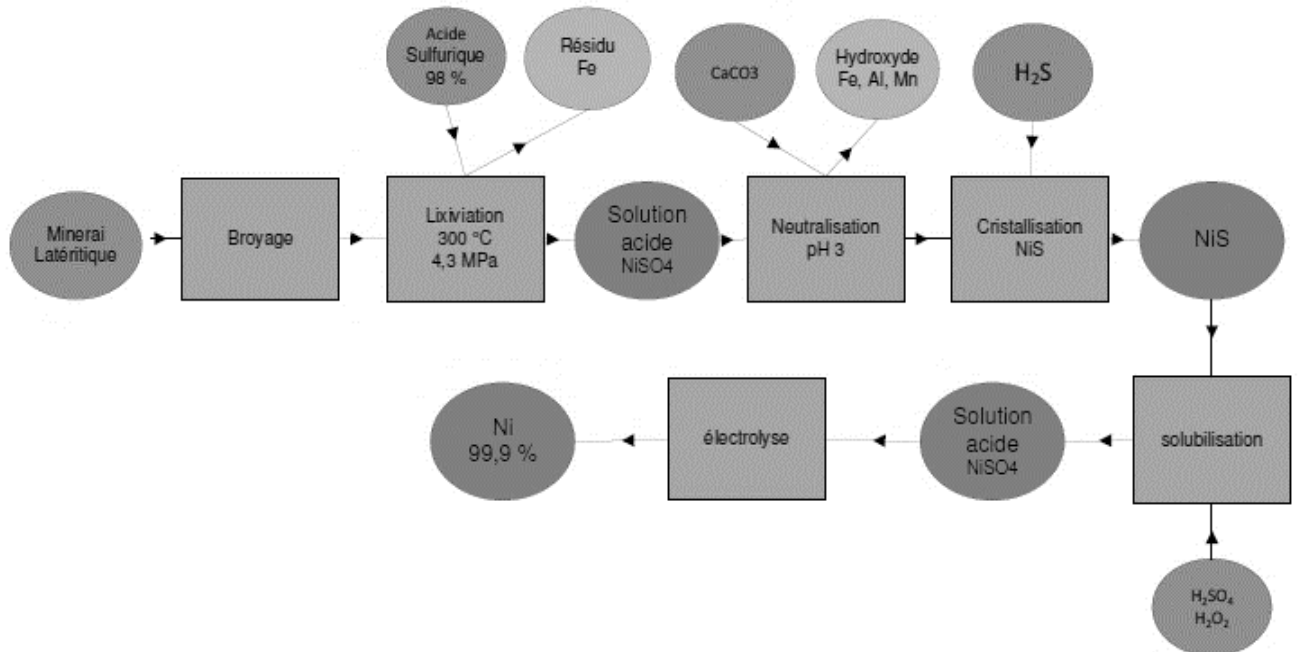 Acide
Sulfurique
98 %
Résidu
Fe
CaCO3
Hydroxyde
Fe, Al, Mn
H₂S
Minerai
Latéritique
Broyage
Lixiviation
300 °C
4,3 MPa
Solution
acide
NiSO4
Neutralisation
pH 3
Cristallisation
NiS
NiS
Ni
99,9 %
électrolyse
Solution
acide
NiSO4
solubilisation
H₂SO₄
H₂O₂